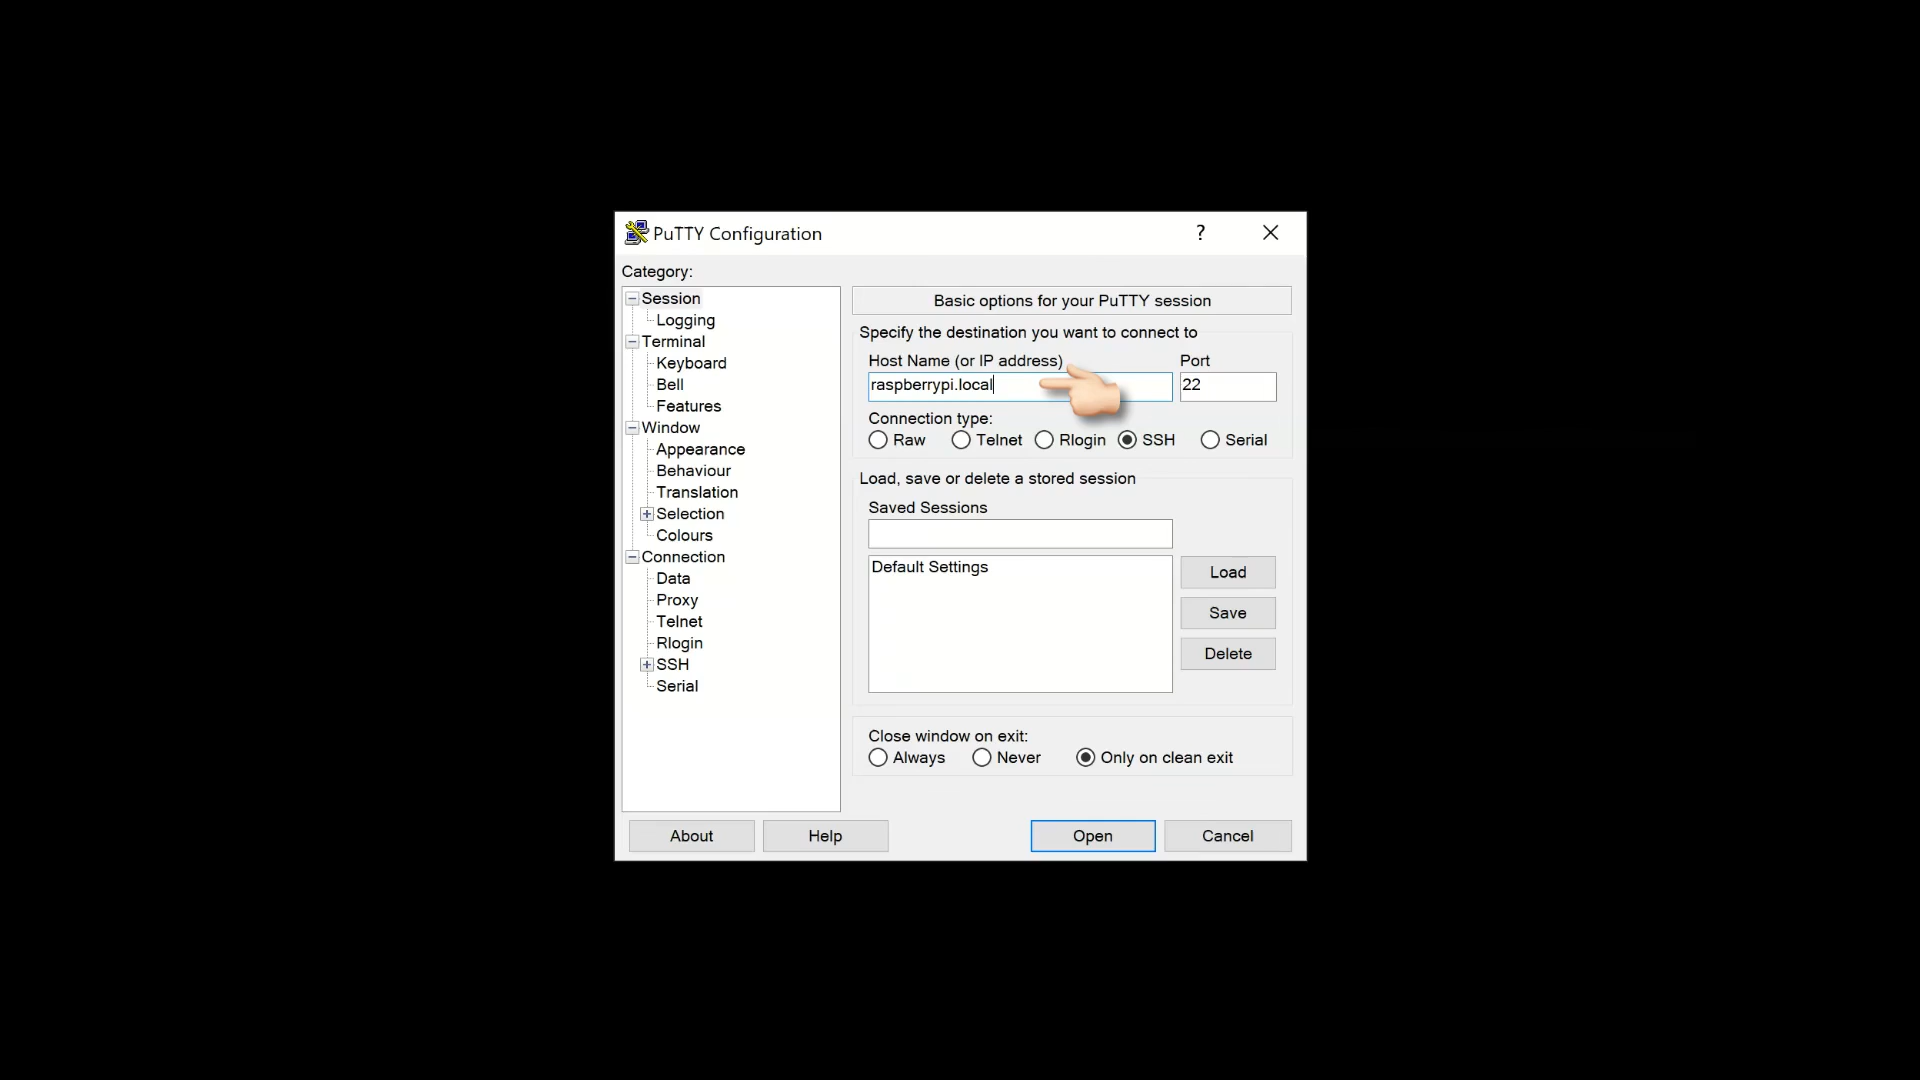 PuTTY Configuration
?
Category:
Session
Logging
Terminal
Keyboard
Bell
Features
Window
Appearance
Behaviour
Translation
Selection
Colours
Connection
Data
Proxy
Telnet
Rlogin
SSH
Serial
Basic options for your PuTTY session
Specify the destination you want to connect to
Host Name (or IP address) Port
raspberrypi.local 22
Connection type:
Raw Telnet Rlogin SSH Serial
Load, save or delete a stored session
Saved Sessions
Default Settings
Load
Save
Delete
Close window on exit:
Always Never Only on clean exit
About Help Open Cancel